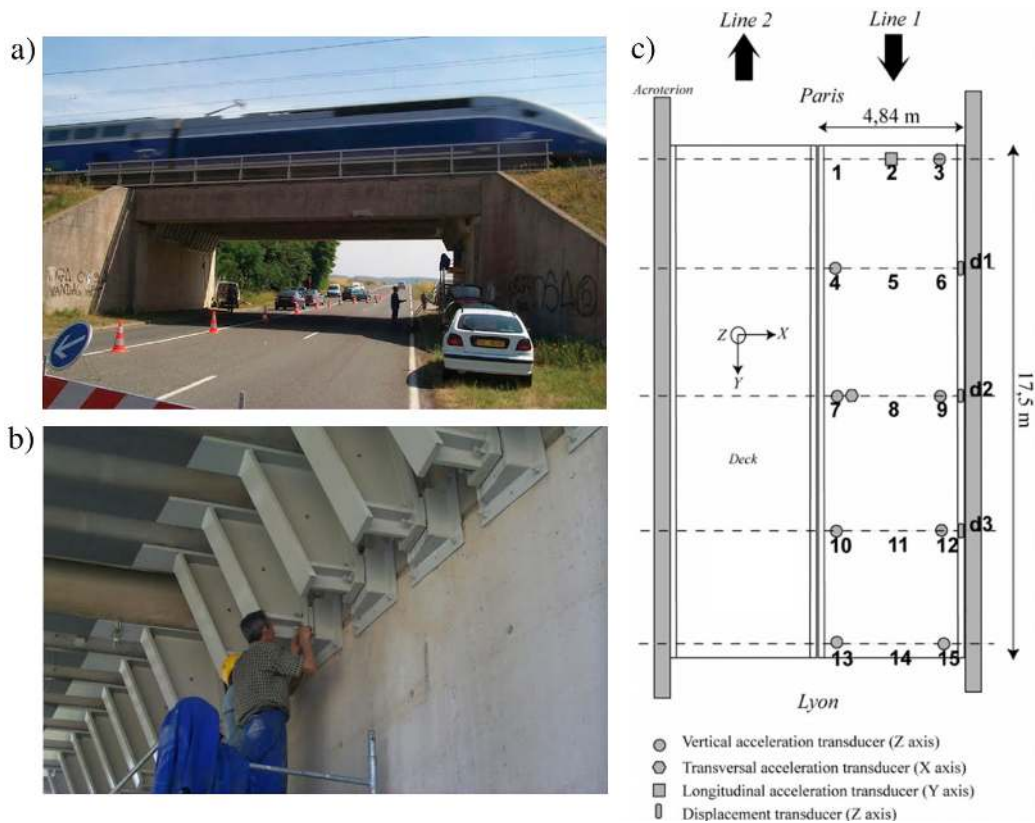 a)
b)
c)
Line 2
Line 1
Acroterion
Paris
4,84 m
1
2
3
d1
4
5
6
Z
X
Y
d2
7
8
9
17,5 m
Deck
d3
10
11
12
13
14
15
Lyon
Vertical acceleration transducer (Z axis)
Transversal acceleration transducer (X axis)
Longitudinal acceleration transducer (Y axis)
Displacement transducer (Z axis)